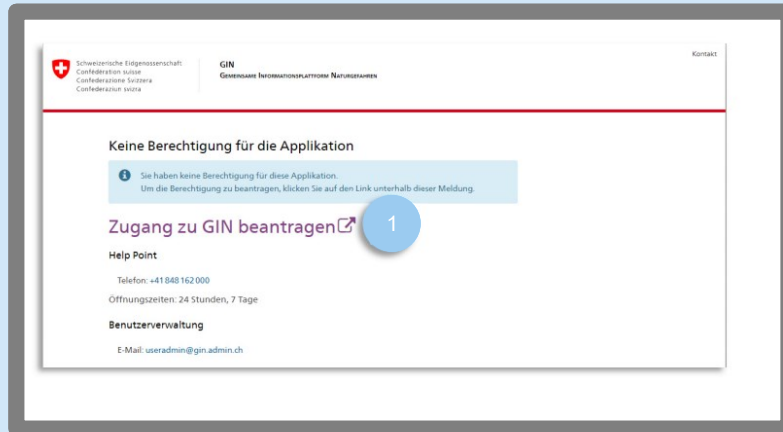 Kontakt
Schweizerische Eidgenossenschaft
Confédération suisse
Confederazione Svizzera
Confederaziun svizra
GIN
Gemeinsame Informationsplattform Naturgefahren
Keine Berechtigung für die Applikation
Sie haben keine Berechtigung für diese Applikation.
Um die Berechtigung zu beantragen, klicken Sie auf den Link unterhalb dieser Meldung.
Zugang zu GIN beantragen
1
Help Point
Telefon: +41 848 162 000
Öffnungszeiten: 24 Stunden, 7 Tage
Benutzerverwaltung
E-Mail: useradmin@gin.admin.ch